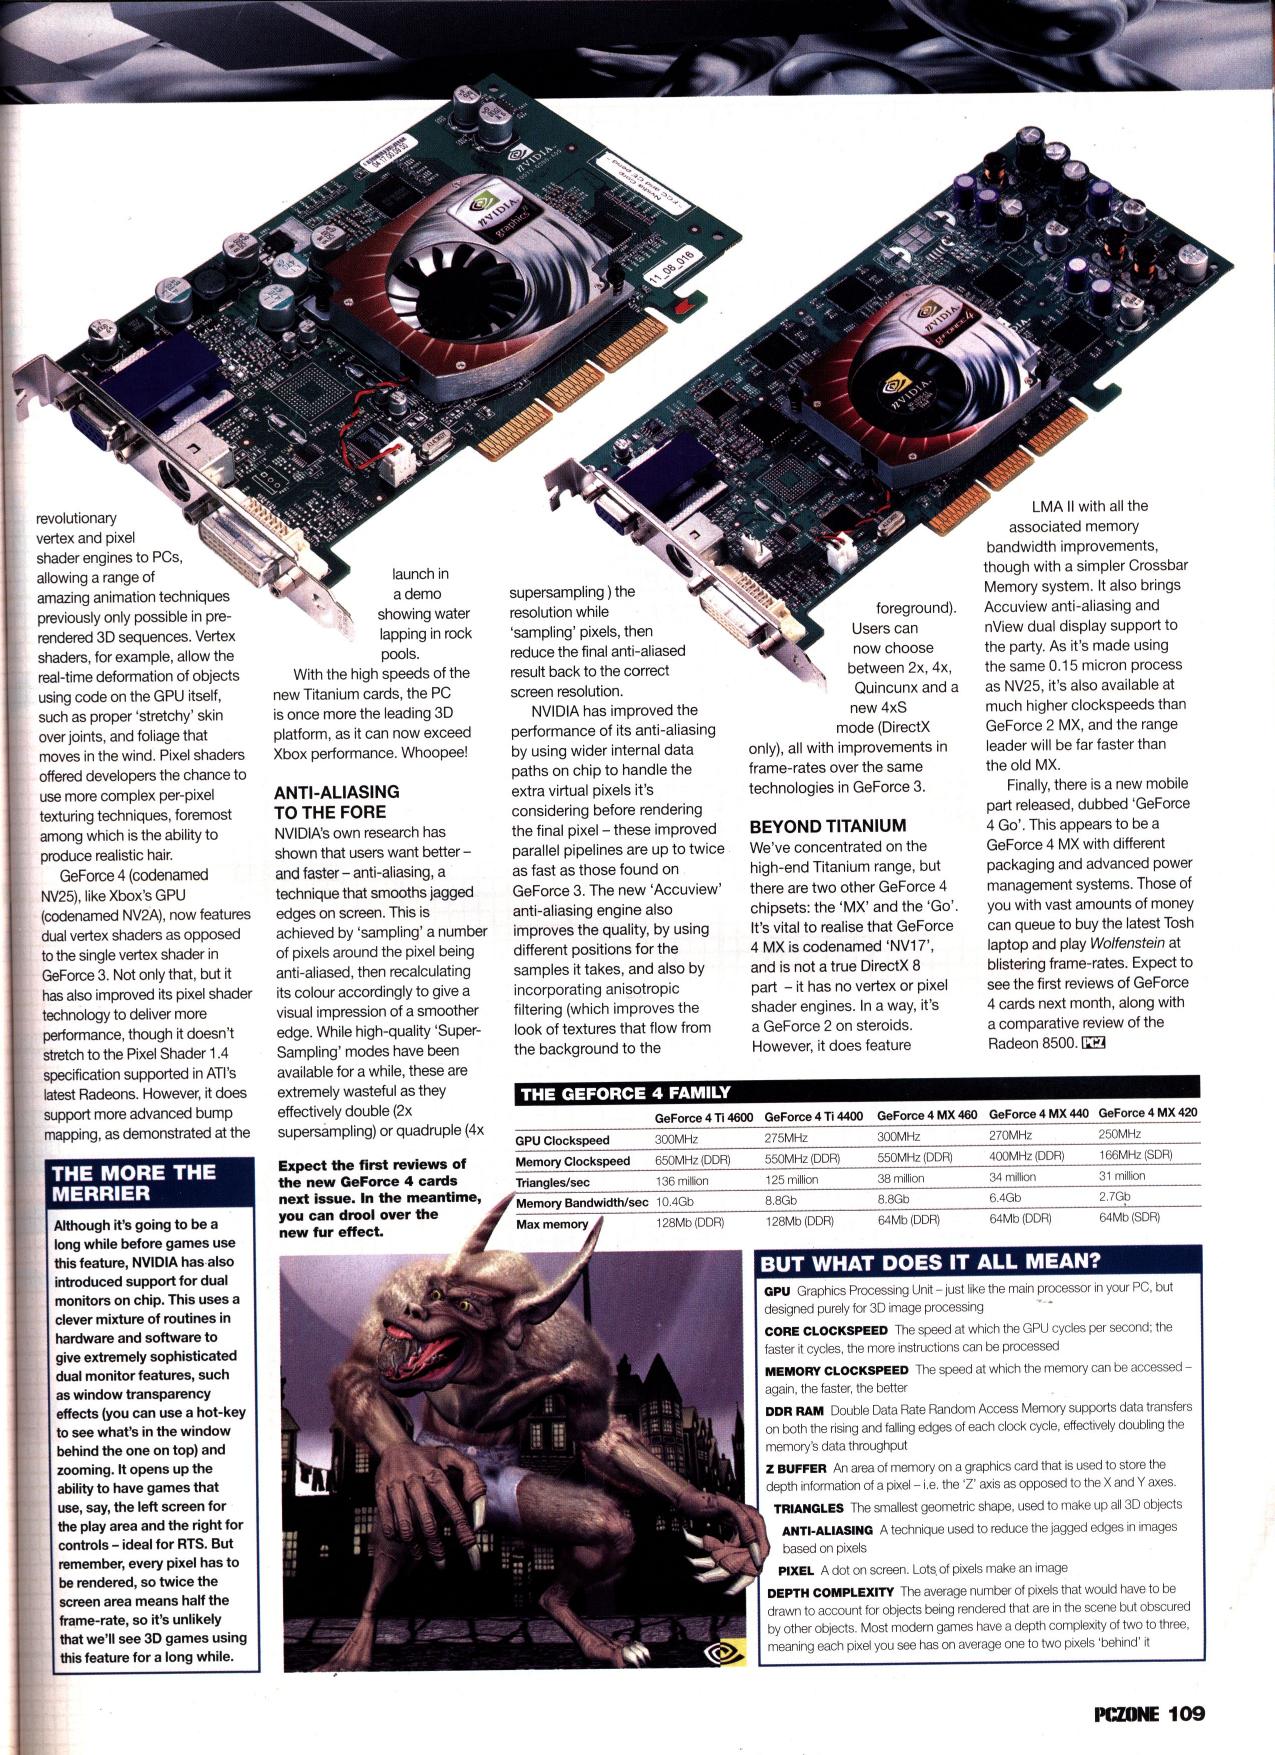 revolutionary
vertex and pixel
shader engines to PCs,
allowing a range of
amazing animation techniques
previously only possible in pre-
rendered 3D sequences. Vertex
shaders, for example, allow the
real-time deformation of objects
using code on the GPU itself,
such as proper 'stretchy' skin
over joints, and foliage that
moves in the wind. Pixel shaders
offered developers the chance to
use more complex per-pixel
texturing techniques, foremost
among which is the ability to
produce realistic hair.
GeForce 4 (codenamed
NV25), like Xbox's GPU
(codenamed NV2A), now features
dual vertex shaders as opposed
to the single vertex shader in
GeForce 3. Not only that, but it
has also improved its pixel shader
technology to deliver more
performance, though it doesn't
stretch to the Pixel Shader 1.4
specification supported in ATI's
latest Radeons. However, it does
support more advanced bump
mapping, as demonstrated at the
launch in
a demo
showing water
lapping in rock
pools.
With the high speeds of the
new Titanium cards, the PC
is once more the leading 3D
platform, as it can now exceed
Xbox performance. Whoopee!
ANTI-ALIASING
TO THE FORE
NVIDIA's own research has
shown that users want better –
and faster – anti-aliasing, a
technique that smooths jagged
edges on screen. This is
achieved by 'sampling' a number
of pixels around the pixel being
anti-aliased, then recalculating
its colour accordingly to give a
visual impression of a smoother
edge. While high-quality 'Super-
Sampling' modes have been
available for a while, these are
extremely wasteful as they
effectively double (2x
supersampling) or quadruple (4x
supersampling ) the
resolution while
'sampling' pixels, then
reduce the final anti-aliased
result back to the correct
screen resolution.
NVIDIA has improved the
performance of its anti-aliasing
by using wider internal data
paths on chip to handle the
extra virtual pixels it's
considering before rendering
the final pixel – these improved
parallel pipelines are up to twice
as fast as those found on
GeForce 3. The new 'Accuview'
anti-aliasing engine also
improves the quality, by using
different positions for the
samples it takes, and also by
incorporating anisotropic
filtering (which improves the
look of textures that flow from
the background to the
foreground).
Users can
now choose
between 2x, 4x,
Quincunx and a
new 4xS
mode (DirectX
only), all with improvements in
frame-rates over the same
technologies in GeForce 3.
BEYOND TITANIUM
We've concentrated on the
high-end Titanium range, but
there are two other GeForce 4
chipsets: the 'MX' and the 'Go'.
It's vital to realise that GeForce
4 MX is codenamed 'NV17',
and is not a true DirectX 8
part – it has no vertex or pixel
shader engines. In a way, it's
a GeForce 2 on steroids.
However, it does feature
LMA II with all the
associated memory
bandwidth improvements,
though with a simpler Crossbar
Memory system. It also brings
Accuview anti-aliasing and
nView dual display support to
the party. As it's made using
the same 0.15 micron process
as NV25, it's also available at
much higher clockspeeds than
GeForce 2 MX, and the range
leader will be far faster than
the old MX.
Finally, there is a new mobile
part released, dubbed 'GeForce
4 Go'. This appears to be a
GeForce 4 MX with different
packaging and advanced power
management systems. Those of
you with vast amounts of money
can queue to buy the latest Tosh
laptop and play Wolfenstein at
blistering frame-rates. Expect to
see the first reviews of GeForce
4 cards next month, along with
a comparative review of the
Radeon 8500. PCZ
THE GEFORCE 4 FAMILY
GeForce 4 Ti 4600 GeForce 4 Ti 4400 GeForce 4 MX 460 GeForce 4 MX 440 GeForce 4 MX 420
GPU Clockspeed 300MHz 275MHz 300MHz 270MHz 250MHz
Memory Clockspeed 650MHz (DDR) 550MHz (DDR) 550MHz (DDR) 400MHz (DDR) 166MHz (SDR)
Triangles/sec 136 million 125 million 38 million 34 million 31 million
Memory Bandwidth/sec 10.4Gb 8.8Gb 8.8Gb 6.4Gb 2.7Gb
Max memory 128Mb (DDR) 128Mb (DDR) 64Mb (DDR) 64Mb (DDR) 64Mb (SDR)
THE MORE THE
MERRIER
Although it's going to be a
long while before games use
this feature, NVIDIA has also
introduced support for dual
monitors on chip. This uses a
clever mixture of routines in
hardware and software to
give extremely sophisticated
dual monitor features, such
as window transparency
effects (you can use a hot-key
to see what's in the window
behind the one on top) and
zooming. It opens up the
ability to have games that
use, say, the left screen for
the play area and the right for
controls – ideal for RTS. But
remember, every pixel has to
be rendered, so twice the
screen area means half the
frame-rate, so it's unlikely
that we'll see 3D games using
this feature for a long while.
Expect the first reviews of
the new GeForce 4 cards
next issue. In the meantime,
you can drool over the
new fur effect.
BUT WHAT DOES IT ALL MEAN?
GPU Graphics Processing Unit – just like the main processor in your PC, but
designed purely for 3D image processing
CORE CLOCKSPEED The speed at which the GPU cycles per second; the
faster it cycles, the more instructions can be processed
MEMORY CLOCKSPEED The speed at which the memory can be accessed –
again, the faster, the better
DDR RAM Double Data Rate Random Access Memory supports data transfers
on both the rising and falling edges of each clock cycle, effectively doubling the
memory's data throughput
Z BUFFER An area of memory on a graphics card that is used to store the
depth information of a pixel – i.e. the 'Z' axis as opposed to the X and Y axes.
TRIANGLES The smallest geometric shape, used to make up all 3D objects
ANTI-ALIASING A technique used to reduce the jagged edges in images
based on pixels
PIXEL A dot on screen. Lots of pixels make an image
DEPTH COMPLEXITY The average number of pixels that would have to be
drawn to account for objects being rendered that are in the scene but obscured
by other objects. Most modern games have a depth complexity of two to three,
meaning each pixel you see has on average one to two pixels 'behind' it
PCZONE 109
nVIDIA
nVIDIA
graphics
11_08_016
nVIDIA
GeForce4
nVIDIA